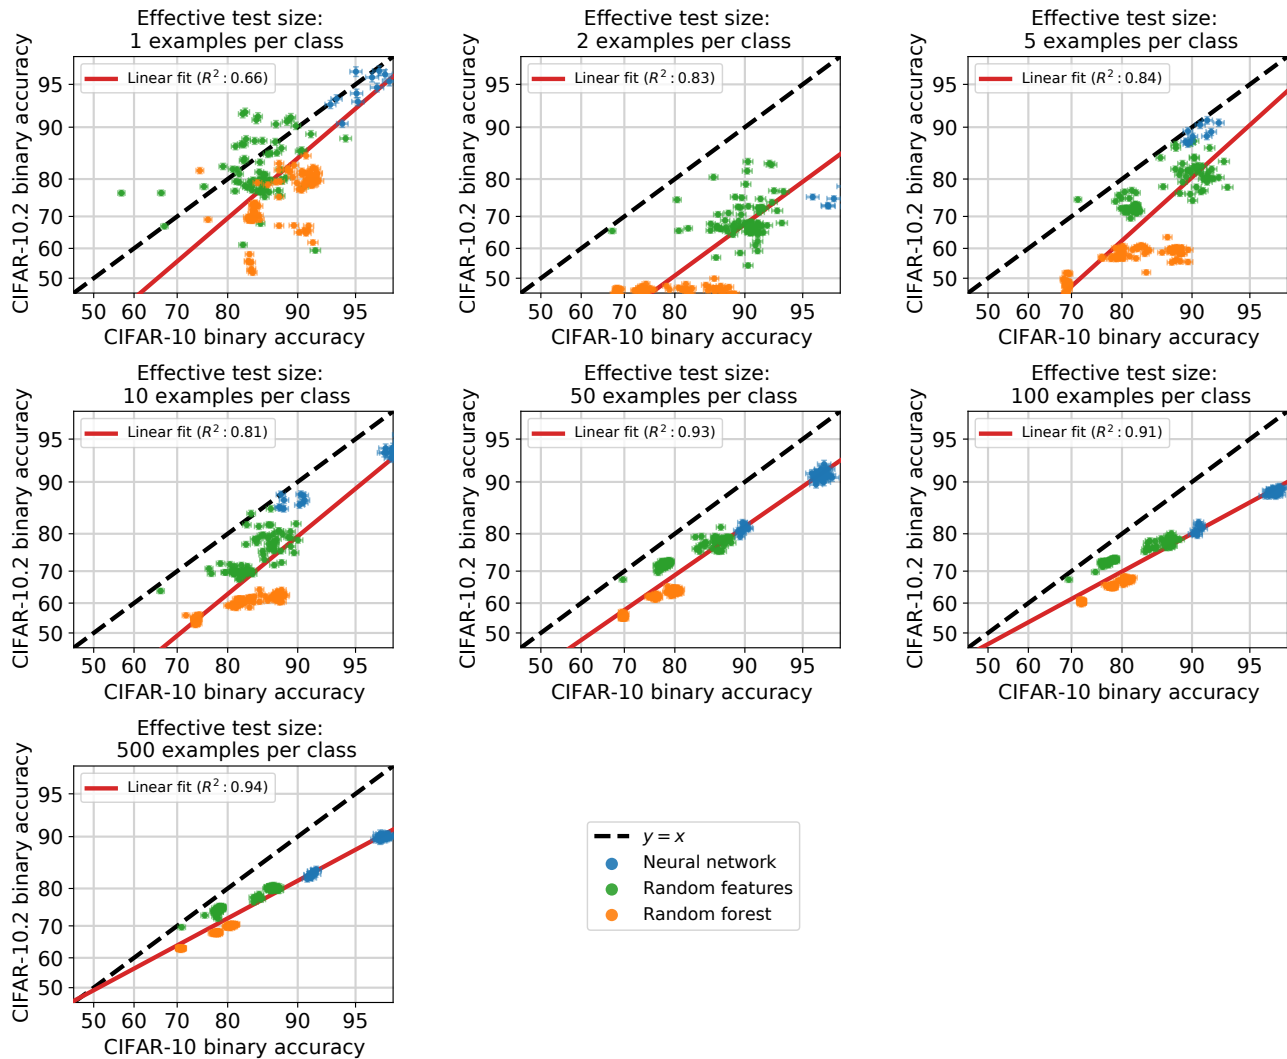 Effective test size:
1 examples per class
Linear fit (R² : 0.66)
95
90
80
70
60
50
50 60 70 80 90 95
CIFAR-10.2 binary accuracy
CIFAR-10 binary accuracy
Effective test size:
2 examples per class
Linear fit (R² : 0.83)
95
90
80
70
60
50
50 60 70 80 90 95
CIFAR-10.2 binary accuracy
CIFAR-10 binary accuracy
Effective test size:
5 examples per class
Linear fit (R² : 0.84)
95
90
80
70
60
50
50 60 70 80 90 95
CIFAR-10.2 binary accuracy
CIFAR-10 binary accuracy
Effective test size:
10 examples per class
Linear fit (R² : 0.81)
95
90
80
70
60
50
50 60 70 80 90 95
CIFAR-10.2 binary accuracy
CIFAR-10 binary accuracy
Effective test size:
50 examples per class
Linear fit (R² : 0.93)
95
90
80
70
60
50
50 60 70 80 90 95
CIFAR-10.2 binary accuracy
CIFAR-10 binary accuracy
Effective test size:
100 examples per class
Linear fit (R² : 0.91)
95
90
80
70
60
50
50 60 70 80 90 95
CIFAR-10.2 binary accuracy
CIFAR-10 binary accuracy
Effective test size:
500 examples per class
Linear fit (R² : 0.94)
95
90
80
70
60
50
50 60 70 80 90 95
CIFAR-10.2 binary accuracy
CIFAR-10 binary accuracy
y = x
Neural network
Random features
Random forest